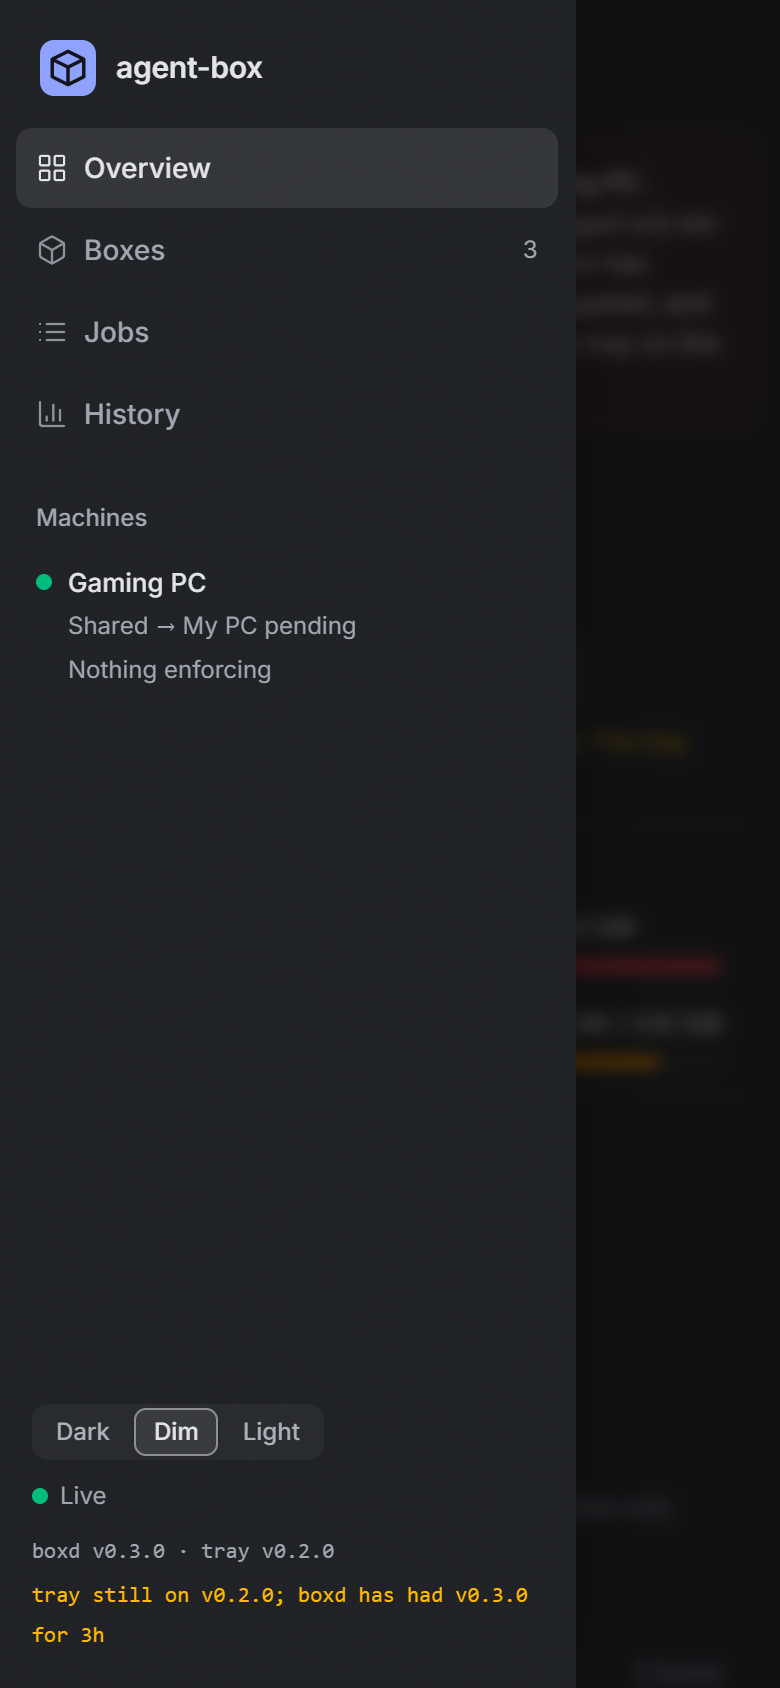 agent-box
Overview
Boxes 3
Jobs
History
Machines
Gaming PC
Shared → My PC pending
Nothing enforcing
Dark Dim Light
Live
boxd v0.3.0 · tray v0.2.0
tray still on v0.2.0; boxd has had v0.3.0
for 3h